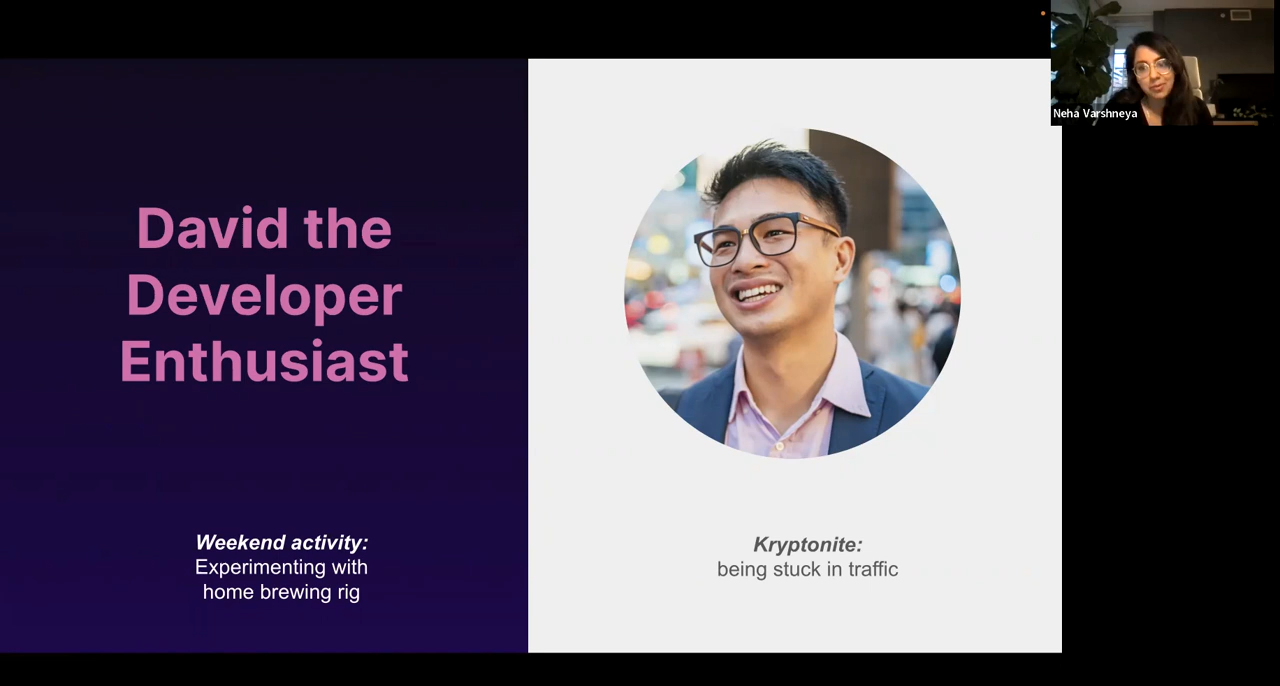 David the
Developer
Enthusiast
Weekend activity:
Experimenting with
home brewing rig
Kryptonite:
being stuck in traffic
Neha Varshneya